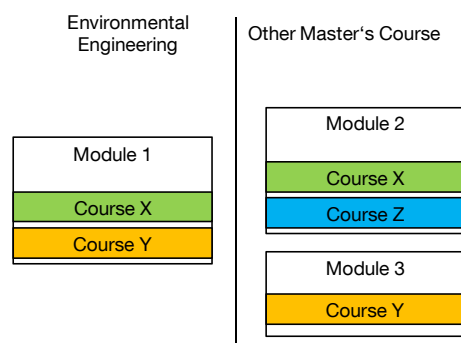 Environmental
Engineering
Module 1
Course X
Course Y
Other Master‘s Course
Module 2
Course X
Course Z
Module 3
Course Y